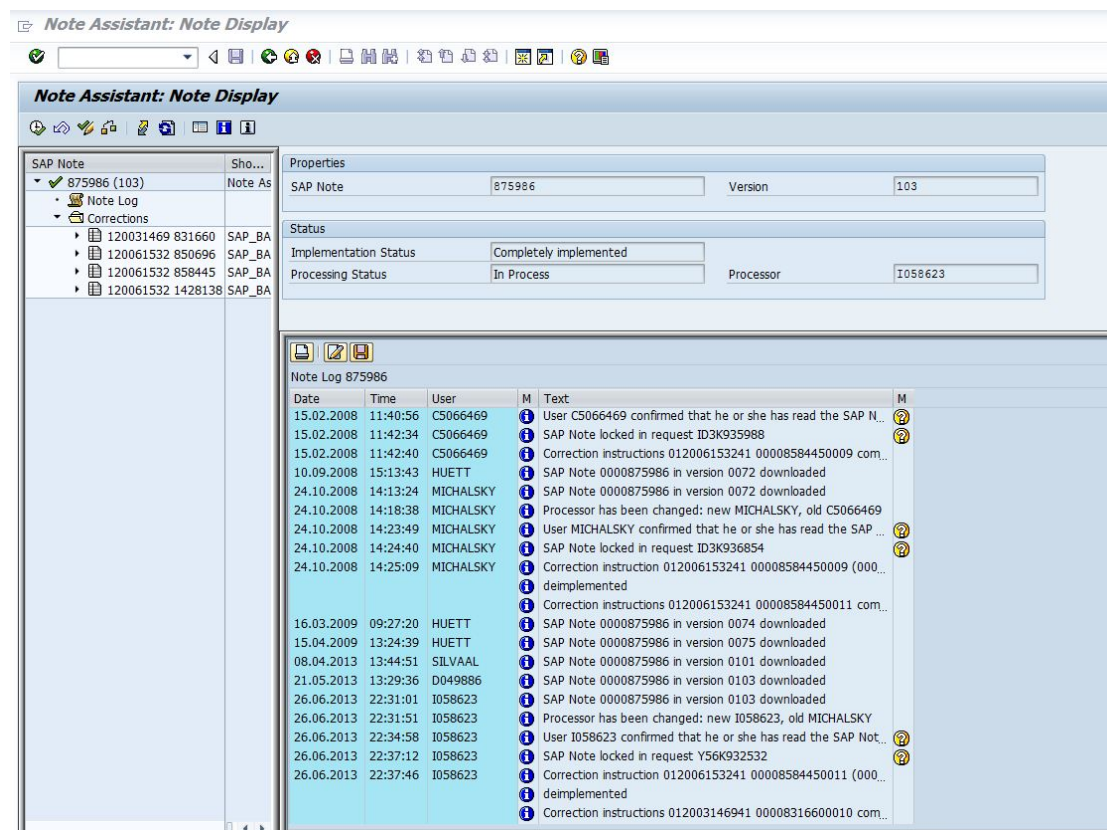 Note Assistant: Note Display
Note Assistant: Note Display
SAP Note Sho...
875986 (103) Note As
Note Log
Corrections
120031469 831660 SAP_BA
120061532 850696 SAP_BA
120061532 858445 SAP_BA
120061532 1428138 SAP_BA
Properties
SAP Note 875986 Version 103
Status
Implementation Status Completely implemented
Processing Status In Process Processor I058623
Note Log 875986
Date Time User M Text M
15.02.2008 11:40:56 C5066469 User C5066469 confirmed that he or she has read the SAP N...
15.02.2008 11:42:34 C5066469 SAP Note locked in request ID3K935988
15.02.2008 11:42:40 C5066469 Correction instructions 012006153241 00008584450009 com...
10.09.2008 15:13:43 HUETT SAP Note 0000875986 in version 0072 downloaded
24.10.2008 14:13:24 MICHALSKY SAP Note 0000875986 in version 0072 downloaded
24.10.2008 14:18:38 MICHALSKY Processor has been changed: new MICHALSKY, old C5066469
24.10.2008 14:23:49 MICHALSKY User MICHALSKY confirmed that he or she has read the SAP ...
24.10.2008 14:24:40 MICHALSKY SAP Note locked in request ID3K936854
24.10.2008 14:25:09 MICHALSKY Correction instruction 012006153241 00008584450009 (000...
deimplemented
Correction instructions 012006153241 00008584450011 com...
16.03.2009 09:27:20 HUETT SAP Note 0000875986 in version 0074 downloaded
15.04.2009 13:24:39 HUETT SAP Note 0000875986 in version 0075 downloaded
08.04.2013 13:44:51 SILVAAL SAP Note 0000875986 in version 0101 downloaded
21.05.2013 13:29:36 D049886 SAP Note 0000875986 in version 0103 downloaded
26.06.2013 22:31:01 I058623 SAP Note 0000875986 in version 0103 downloaded
26.06.2013 22:31:51 I058623 Processor has been changed: new I058623, old MICHALSKY
26.06.2013 22:34:58 I058623 User I058623 confirmed that he or she has read the SAP Not...
26.06.2013 22:37:12 I058623 SAP Note locked in request Y56K932532
26.06.2013 22:37:46 I058623 Correction instruction 012006153241 00008584450011 (000...
deimplemented
Correction instructions 012003146941 00008316600010 com...